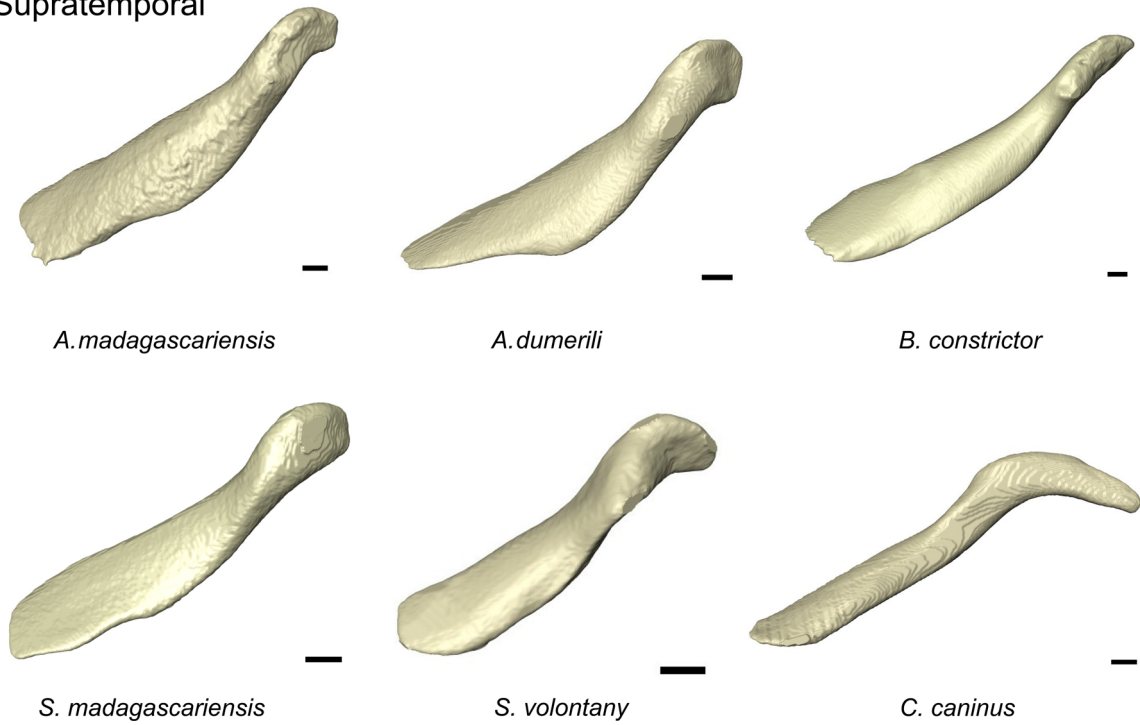 Supratemporal
A. madagascariensis
A. dumerili
B. constrictor
S. madagascariensis
S. volontany
C. caninus